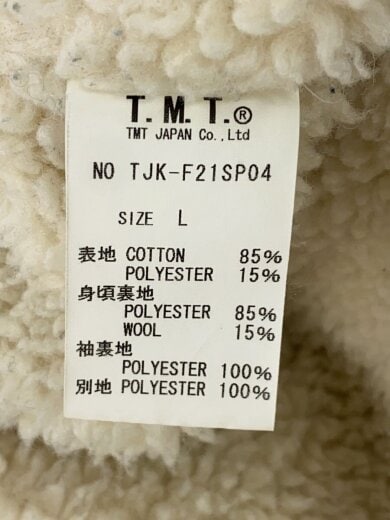 T.M.T.®
TMT JAPAN Co.,Ltd
NO TJK-F21SP04
SIZE L
表地 COTTON 85%
POLYESTER 15%
身頃裏地
POLYESTER 85%
WOOL 15%
袖裏地
POLYESTER 100%
別地 POLYESTER 100%